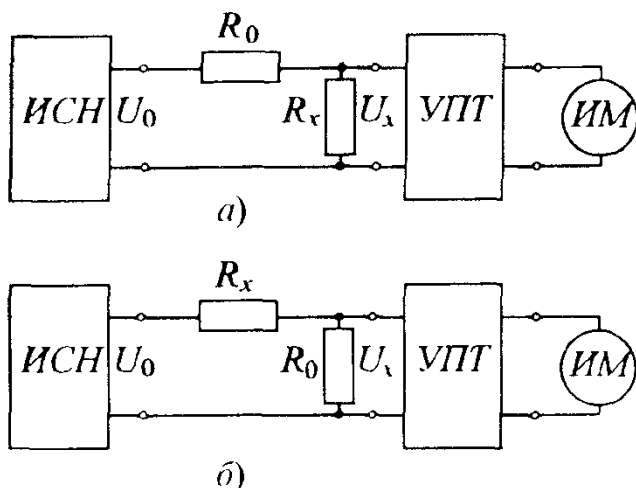 R₀
ИСН U₀ Rₓ Uₓ УПТ ИМ
а)
Rₓ
ИСН U₀ R₀ Uₓ УПТ ИМ
б)